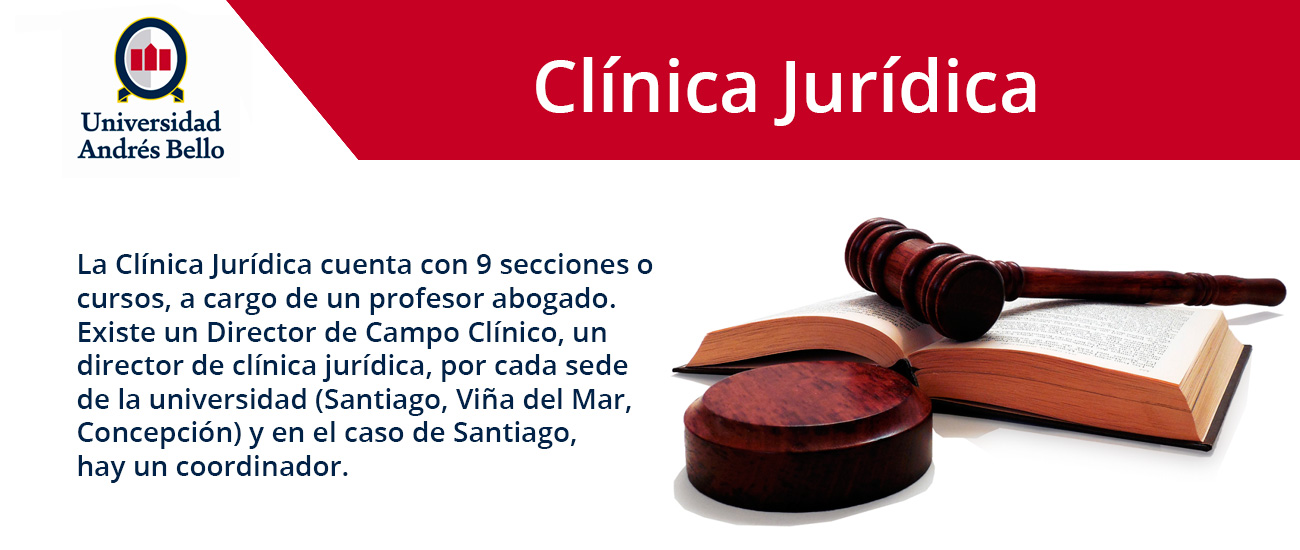 Universidad
Andrés Bello
Clínica Jurídica
La Clínica Jurídica cuenta con 9 secciones o
cursos, a cargo de un profesor abogado.
Existe un Director de Campo Clínico, un
director de clínica jurídica, por cada sede
de la universidad (Santiago, Viña del Mar,
Concepción) y en el caso de Santiago,
hay un coordinador.